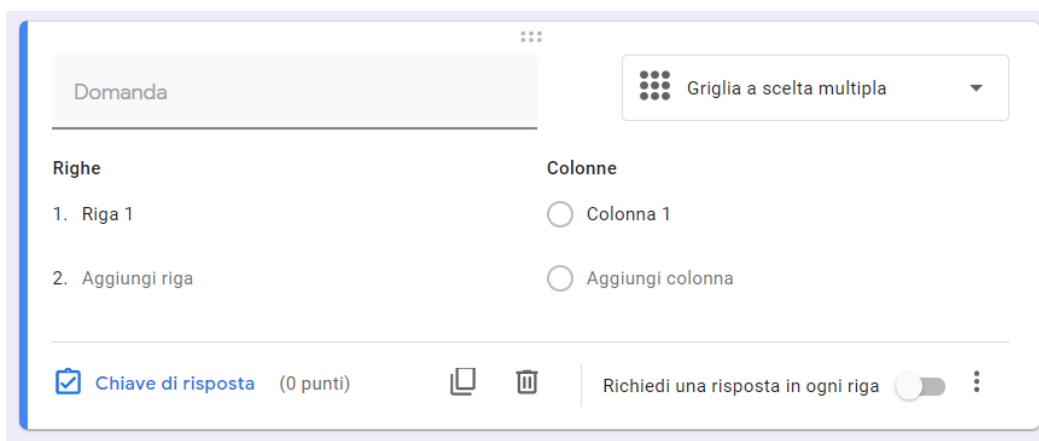 Domanda
Griglia a scelta multipla
Righe
Colonne
1. Riga 1
Colonna 1
2. Aggiungi riga
Aggiungi colonna
Chiave di risposta (0 punti)
Richiedi una risposta in ogni riga